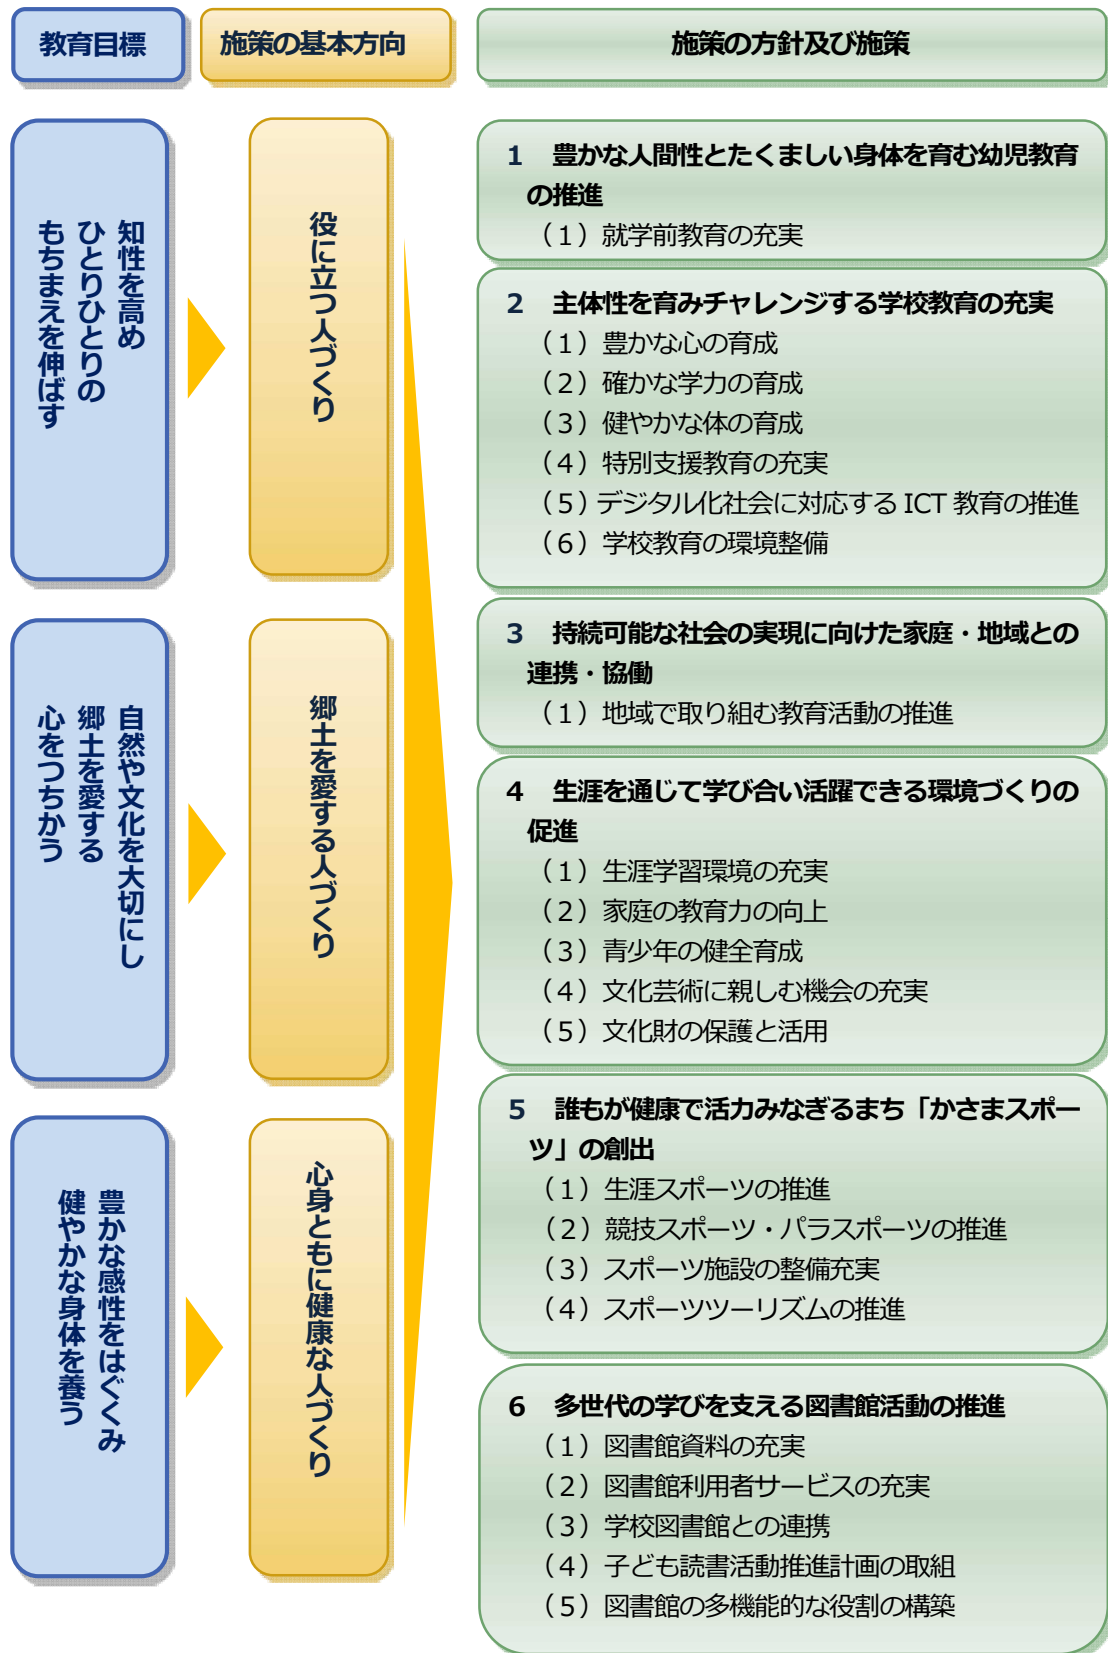 教育目標
施策の基本方向
施策の方針及び施策
知性を高め
ひとりひとりの
もちまえを伸ばす
役に立つ人づくり
自然や文化を大切にし
郷土を愛する
心をつちかう
郷土を愛する人づくり
豊かな感性をはぐくみ
健やかな身体を養う
心身ともに健康な人づくり
1　豊かな人間性とたくましい身体を育む幼児教育
の推進
（1）就学前教育の充実
2　主体性を育みチャレンジする学校教育の充実
（1）豊かな心の育成
（2）確かな学力の育成
（3）健やかな体の育成
（4）特別支援教育の充実
（5）デジタル化社会に対応する ICT 教育の推進
（6）学校教育の環境整備
3　持続可能な社会の実現に向けた家庭・地域との
連携・協働
（1）地域で取り組む教育活動の推進
4　生涯を通じて学び合い活躍できる環境づくりの
促進
（1）生涯学習環境の充実
（2）家庭の教育力の向上
（3）青少年の健全育成
（4）文化芸術に親しむ機会の充実
（5）文化財の保護と活用
5　誰もが健康で活力みなぎるまち「かさまスポー
ツ」の創出
（1）生涯スポーツの推進
（2）競技スポーツ・パラスポーツの推進
（3）スポーツ施設の整備充実
（4）スポーツツーリズムの推進
6　多世代の学びを支える図書館活動の推進
（1）図書館資料の充実
（2）図書館利用者サービスの充実
（3）学校図書館との連携
（4）子ども読書活動推進計画の取組
（5）図書館の多機能的な役割の構築